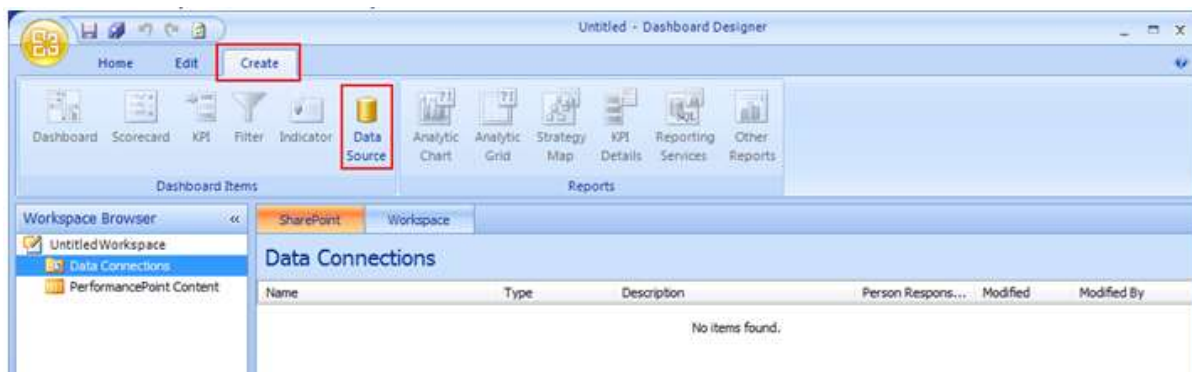 Untitled - Dashboard Designer
Home Edit Create
Dashboard Scorecard KPI Filter Indicator Data Source Analytic Chart Analytic Grid Strategy Map KPI Details Reporting Services Other Reports
Dashboard Items Reports
Workspace Browser « SharePoint Workspace
Untitled Workspace
Data Connections
PerformancePoint Content
Data Connections
Name Type Description Person Respons... Modified Modified By
No items found.